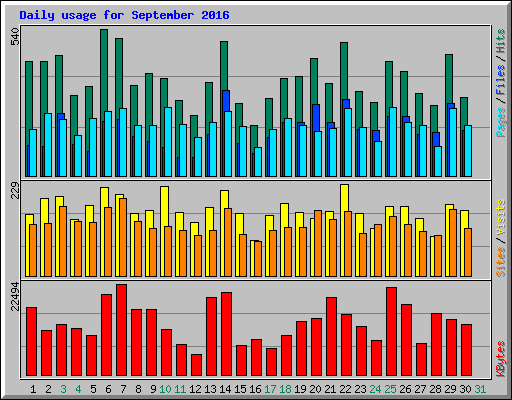 Daily usage for September 2016
540
Pages / Files / Hits
229
Sites / Visits
22494
KBytes
1 2 3 4 5 6 7 8 9 10 11 12 13 14 15 16 17 18 19 20 21 22 23 24 25 26 27 28 29 30 31